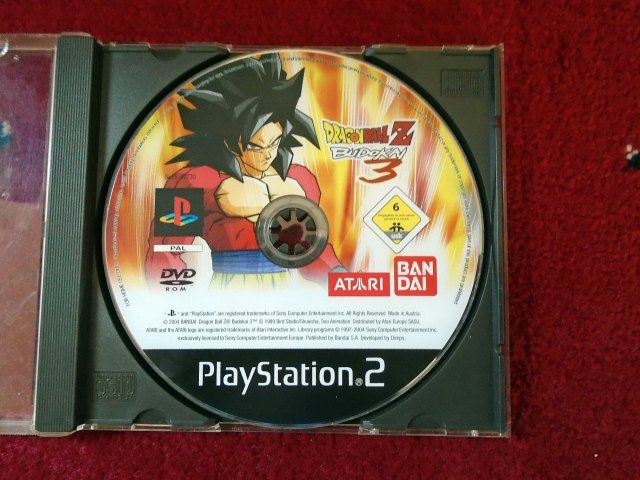 DRAGON BALL Z
BUDOKAI
3
PAL
DVD
ROM
6
usk
ATARI
BAN
DAI
and "PlayStation" are registered trademarks of Sony Computer Entertainment Inc. All Rights Reserved. Made in Austria.
© 2004 BANDAI. Dragon Ball Z® Budokai 3™ © 1989 Bird Studio/Shueisha, Toei Animation. Distributed by Atari Europe SASU.
ATARI and the ATARI logo are registered trademarks of Atari Interactive Inc. Library programs © 1997-2004 Sony Computer Entertainment Inc.
exclusively licensed to Sony Computer Entertainment Europe. Published by Bandai S.A. Developed by Dimps.
PlayStation®2